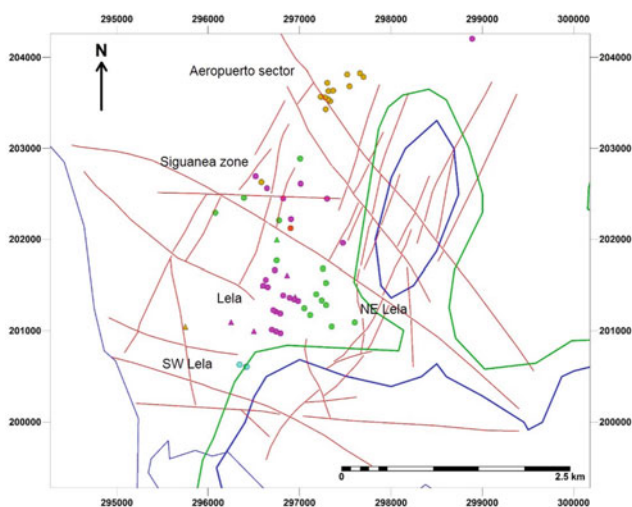 295000 296000 297000 298000 299000 300000
204000 204000
N
Aeropuerto sector
203000 203000
Siguanea zone
202000 202000
Lela
201000 NE Lela 201000
SW Lela
200000 200000
0 2.5 km
295000 296000 297000 298000 299000 300000